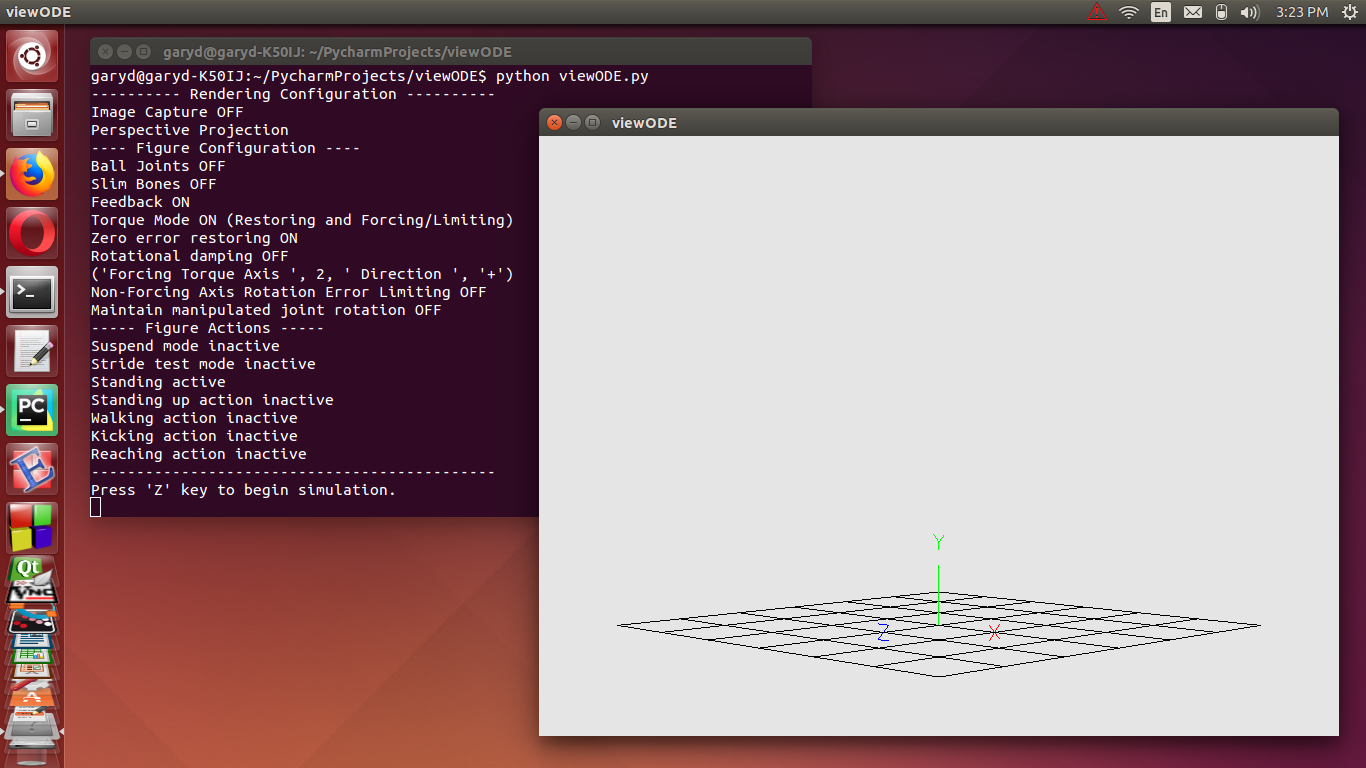 viewODE
En
3:23 PM
garyd@garyd-K50IJ: ~/PycharmProjects/viewODE
garyd@garyd-K50IJ:~/PycharmProjects/viewODE$ python viewODE.py
---------- Rendering Configuration ----------
Image Capture OFF
Perspective Projection
---- Figure Configuration ----
Ball Joints OFF
Slim Bones OFF
Feedback ON
Torque Mode ON (Restoring and Forcing/Limiting)
Zero error restoring ON
Rotational damping OFF
('Forcing Torque Axis ', 2, ' Direction ', '+')
Non-Forcing Axis Rotation Error Limiting OFF
Maintain manipulated joint rotation OFF
----- Figure Actions -----
Suspend mode inactive
Stride test mode inactive
Standing active
Standing up action inactive
Walking action inactive
Kicking action inactive
Reaching action inactive
---------------------------------------------
Press 'Z' key to begin simulation.
viewODE
Y
Z
X
>_
PC
E
Qt
VNC